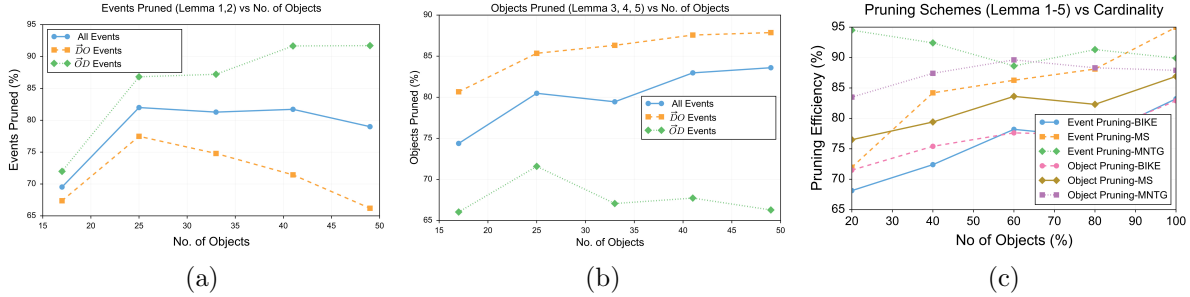 Events Pruned (Lemma 1,2) vs No. of Objects
Events Pruned (%)
95
90
85
80
75
70
65
All Events
D⃗O Events
O⃗D Events
10 15 20 25 30 35 40 45 50
No. of Objects
(a)
Objects Pruned (Lemma 3, 4, 5) vs No. of Objects
Objects Pruned (%)
90
85
80
75
70
65
All Events
D⃗O Events
O⃗D Events
15 20 25 30 35 40 45 50
No. of Objects
(b)
Pruning Schemes (Lemma 1-5) vs Cardinality
Pruning Efficiency (%)
95
90
85
80
75
70
65
Event Pruning-BIKE
Event Pruning-MS
Event Pruning-MNTG
Object Pruning-BIKE
Object Pruning-MS
Object Pruning-MNTG
20 30 40 50 60 70 80 90 100
No of Objects (%)
(c)